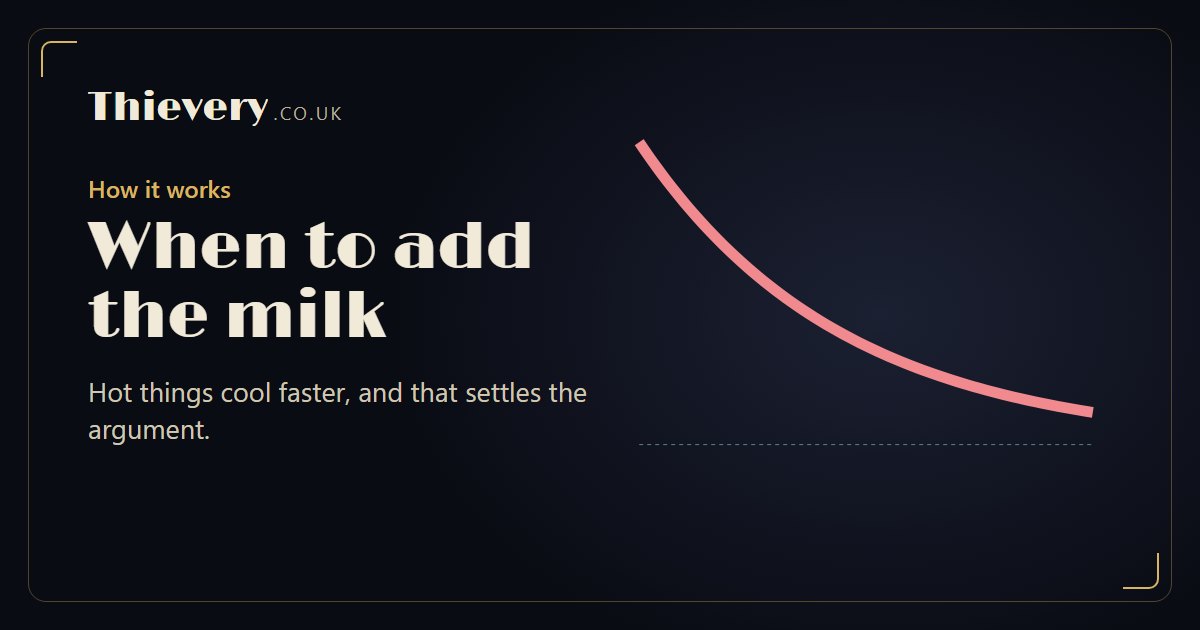 Thievery.CO.UK
How it works
When to add
the milk
Hot things cool faster, and that settles the
argument.